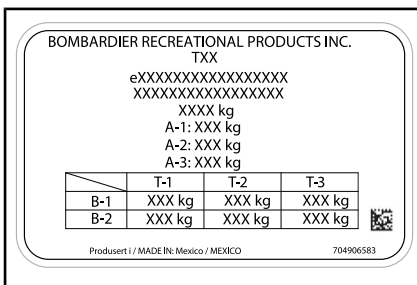 BOMBARDIER RECREATIONAL PRODUCTS INC.
TXX
eXXXXXXXXXXXXXXXXX
XXXXXXXXXXXXXXXXX
XXXX kg
A-1: XXX kg
A-2: XXX kg
A-3: XXX kg
T-1 T-2 T-3
B-1 XXX kg XXX kg XXX kg
B-2 XXX kg XXX kg XXX kg
Produsert i / MADE IN: Mexico / MEXICO 704906583